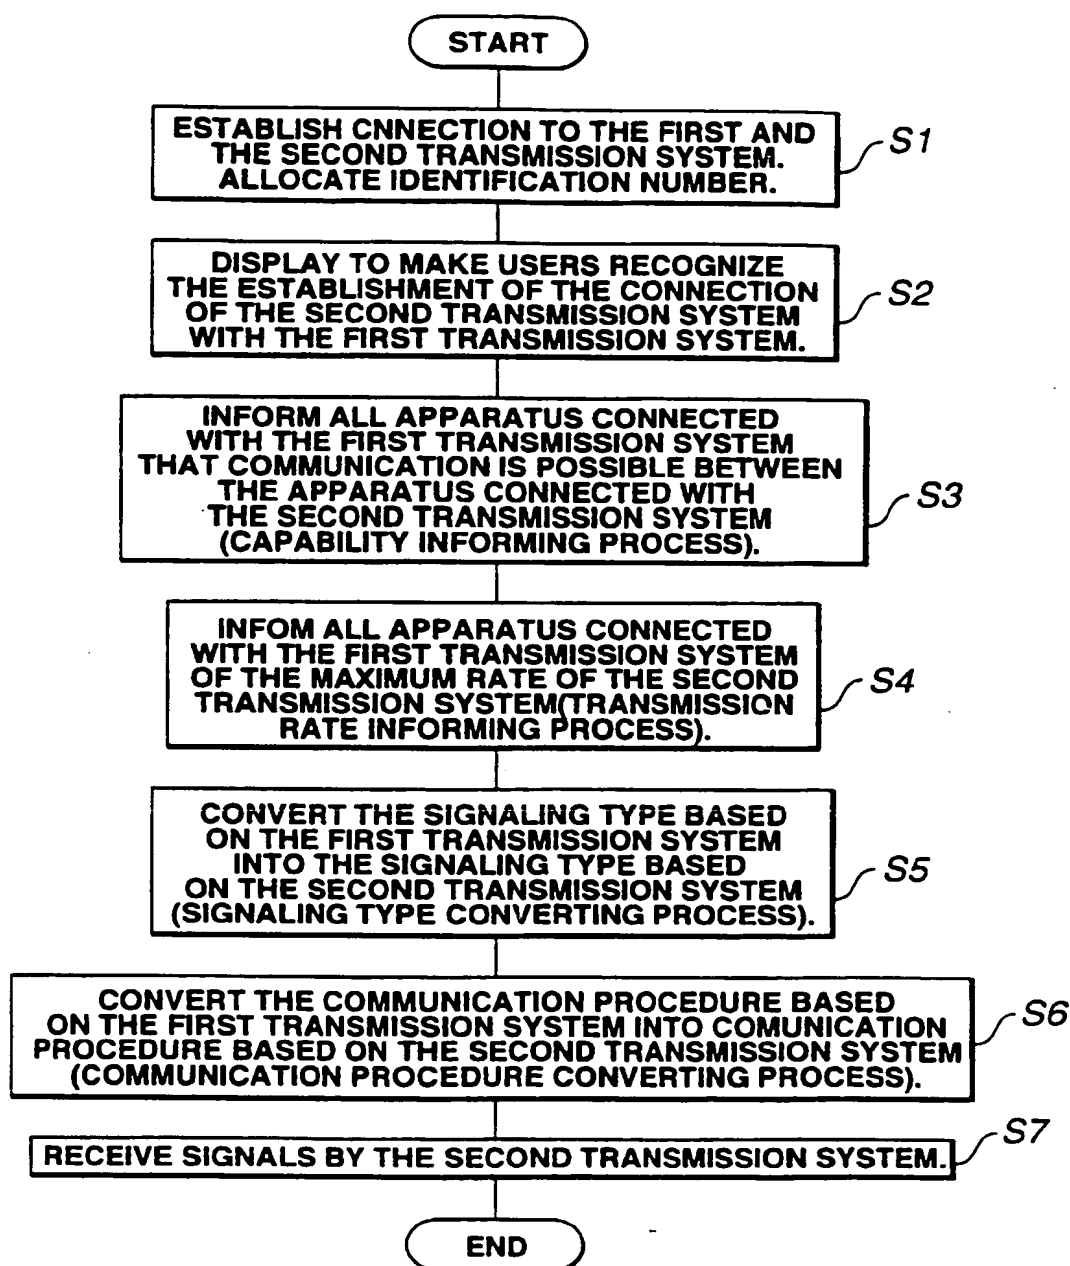 START
ESTABLISH CNNECTION TO THE FIRST AND
THE SECOND TRANSMISSION SYSTEM.
ALLOCATE IDENTIFICATION NUMBER.
S1
DISPLAY TO MAKE USERS RECOGNIZE
THE ESTABLISHMENT OF THE CONNECTION
OF THE SECOND TRANSMISSION SYSTEM
WITH THE FIRST TRANSMISSION SYSTEM.
S2
INFORM ALL APPARATUS CONNECTED
WITH THE FIRST TRANSMISSION SYSTEM
THAT COMMUNICATION IS POSSIBLE BETWEEN
THE APPARATUS CONNECTED WITH
THE SECOND TRANSMISSION SYSTEM
(CAPABILITY INFORMING PROCESS).
S3
INFOM ALL APPARATUS CONNECTED
WITH THE FIRST TRANSMISSION SYSTEM
OF THE MAXIMUM RATE OF THE SECOND
TRANSMISSION SYSTEM(TRANSMISSION
RATE INFORMING PROCESS).
S4
CONVERT THE SIGNALING TYPE BASED
ON THE FIRST TRANSMISSION SYSTEM
INTO THE SIGNALING TYPE BASED
ON THE SECOND TRANSMISSION SYSTEM
(SIGNALING TYPE CONVERTING PROCESS).
S5
CONVERT THE COMMUNICATION PROCEDURE BASED
ON THE FIRST TRANSMISSION SYSTEM INTO COMUNICATION
PROCEDURE BASED ON THE SECOND TRANSMISSION SYSTEM
(COMMUNICATION PROCEDURE CONVERTING PROCESS).
S6
RECEIVE SIGNALS BY THE SECOND TRANSMISSION SYSTEM.
S7
END